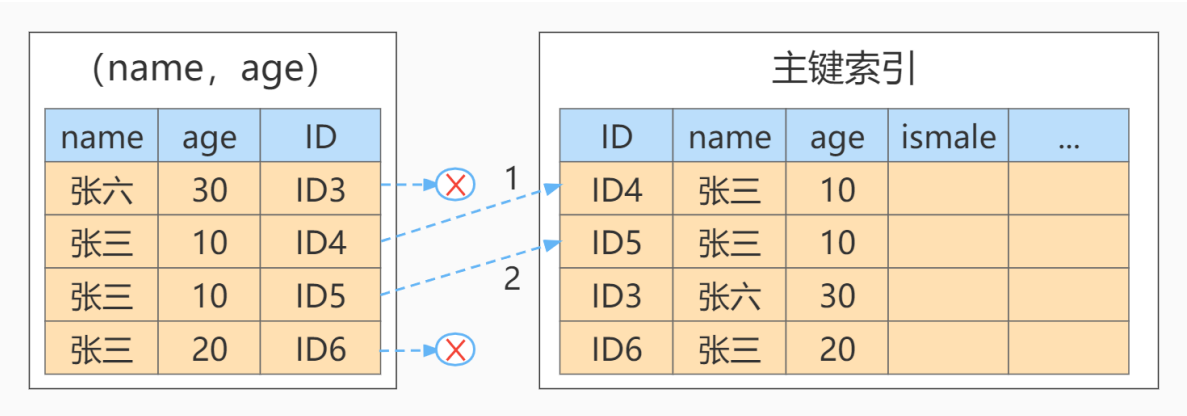 (name, age)
name age ID
张六 30 ID3
张三 10 ID4
张三 10 ID5
张三 20 ID6
1
2
主键索引
ID name age ismale ...
ID4 张三 10
ID5 张三 10
ID3 张六 30
ID6 张三 20